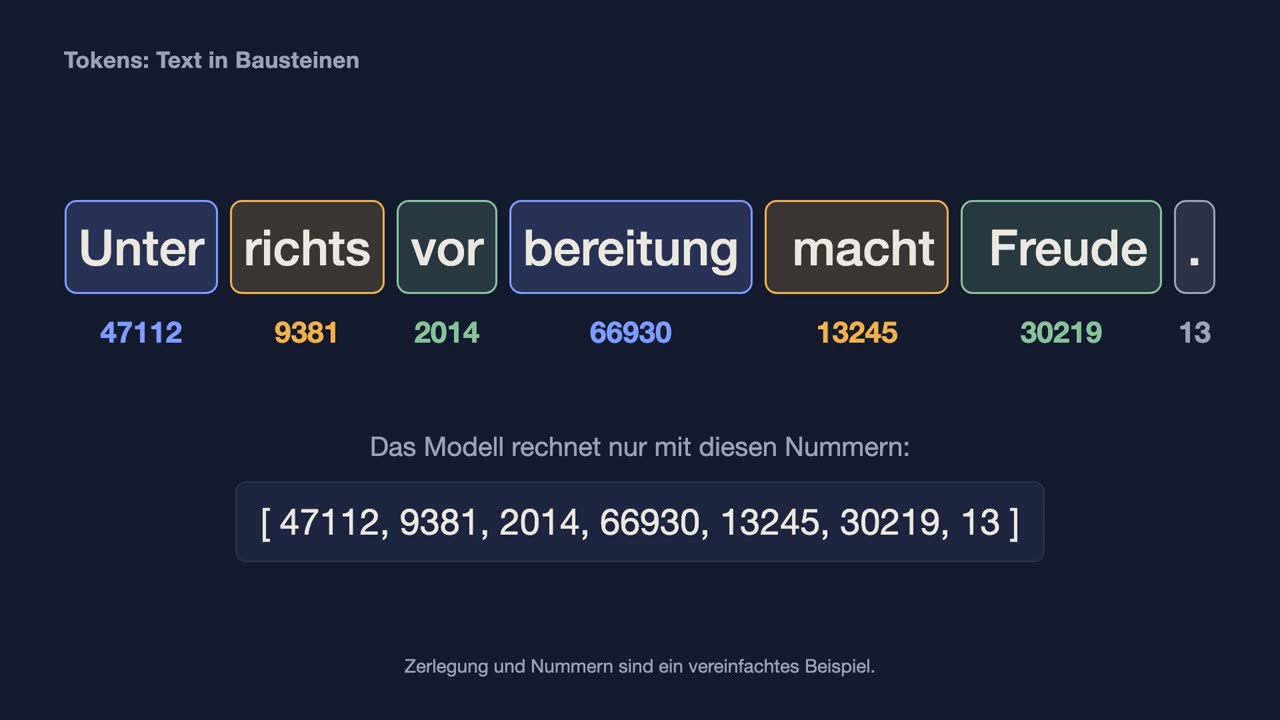 Tokens: Text in Bausteinen
Unter richts vor bereitung macht Freude .
47112 9381 2014 66930 13245 30219 13
Das Modell rechnet nur mit diesen Nummern:
[ 47112, 9381, 2014, 66930, 13245, 30219, 13 ]
Zerlegung und Nummern sind ein vereinfachtes Beispiel.